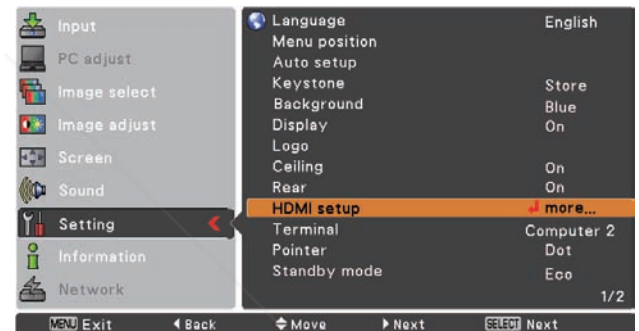 Input
PC adjust
Image select
Image adjust
Screen
Sound
Setting
Information
Network
Language English
Menu position
Auto setup
Keystone Store
Background Blue
Display On
Logo
Ceiling On
Rear On
HDMI setup more...
Terminal Computer 2
Pointer Dot
Standby mode Eco
1/2
MENU Exit Back Move Next SELECT Next